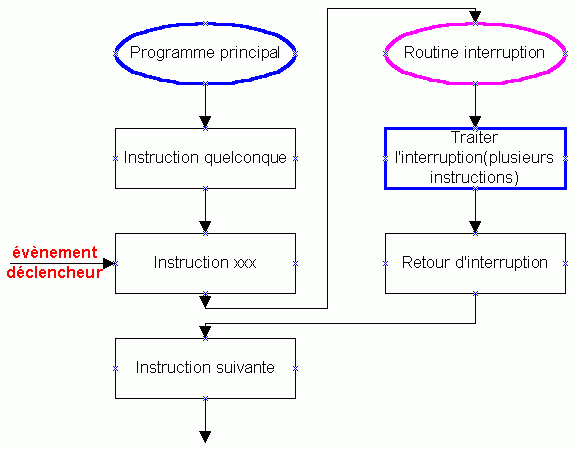 Programme principal
Routine interruption
Instruction quelconque
Traiter
l'interruption(plusieurs
instructions)
évènement
déclencheur
Instruction xxx
Retour d'interruption
Instruction suivante